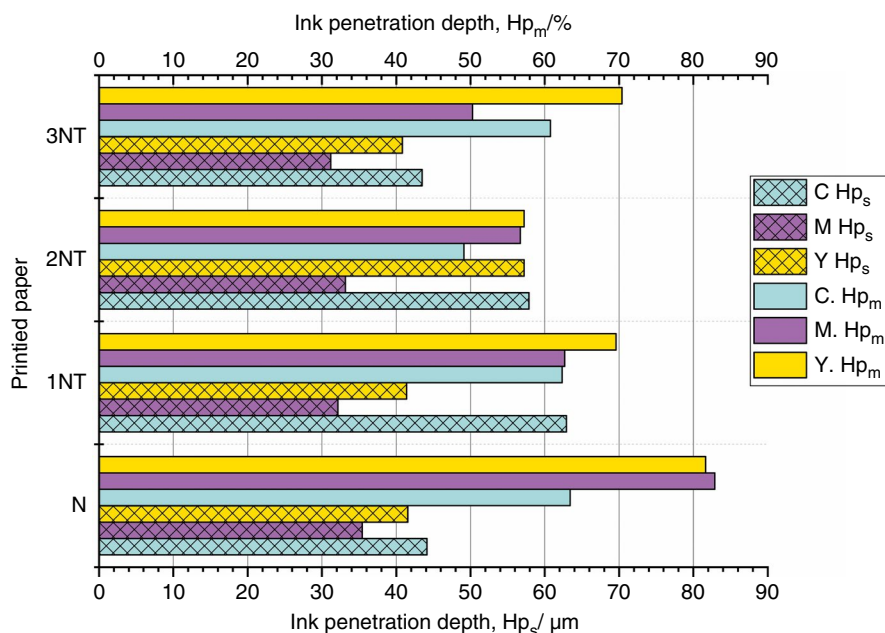 Ink penetration depth, Hpₘ/%
0 10 20 30 40 50 60 70 80 90
3NT
2NT
1NT
N
Printied paper
0 10 20 30 40 50 60 70 80 90
Ink penetration depth, Hpₛ/ μm
C Hpₛ
M Hpₛ
Y Hpₛ
C. Hpₘ
M. Hpₘ
Y. Hpₘ